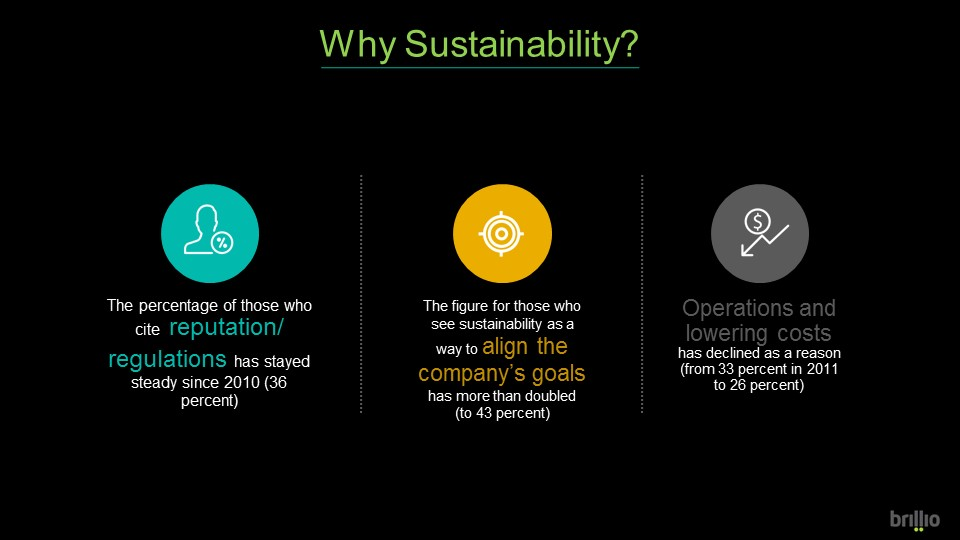 Why Sustainability?
The percentage of those who
cite reputation/
regulations has stayed
steady since 2010 (36
percent)
The figure for those who
see sustainability as a
way to align the
company’s goals
has more than doubled
(to 43 percent)
$
%
Operations and
lowering costs
has declined as a reason
(from 33 percent in 2011
to 26 percent)
brillio